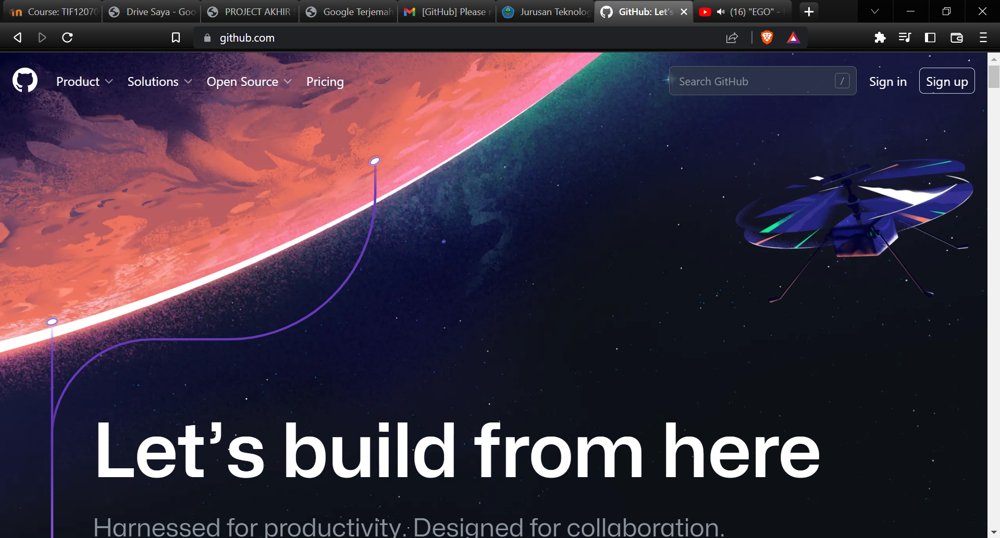 Course: TIF12070
Drive Saya - Goo
PROJECT AKHIR
Google Terjemah
[GitHub] Please r
Jurusan Teknolog
GitHub: Let's
(16) "EGO" -
github.com
Product
Solutions
Open Source
Pricing
Search GitHub
/
Sign in
Sign up
Let’s build from here
Harnessed for productivity. Designed for collaboration.